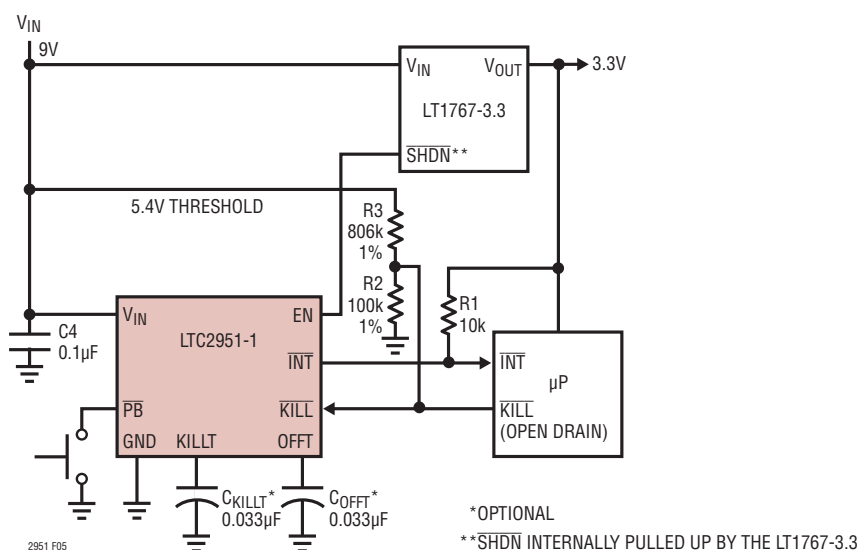 VIN
9V
VIN
VOUT
3.3V
LT1767-3.3
SHDN**
5.4V THRESHOLD
R3
806k
1%
R2
100k
1%
R1
10k
VIN
EN
LTC2951-1
C4
0.1µF
INT
INT
µP
PB
KILL
KILL
(OPEN DRAIN)
GND KILLT OFFT
CKILLT*
0.033µF
COFFT*
0.033µF
*OPTIONAL
**SHDN INTERNALLY PULLED UP BY THE LT1767-3.3
2951 F05